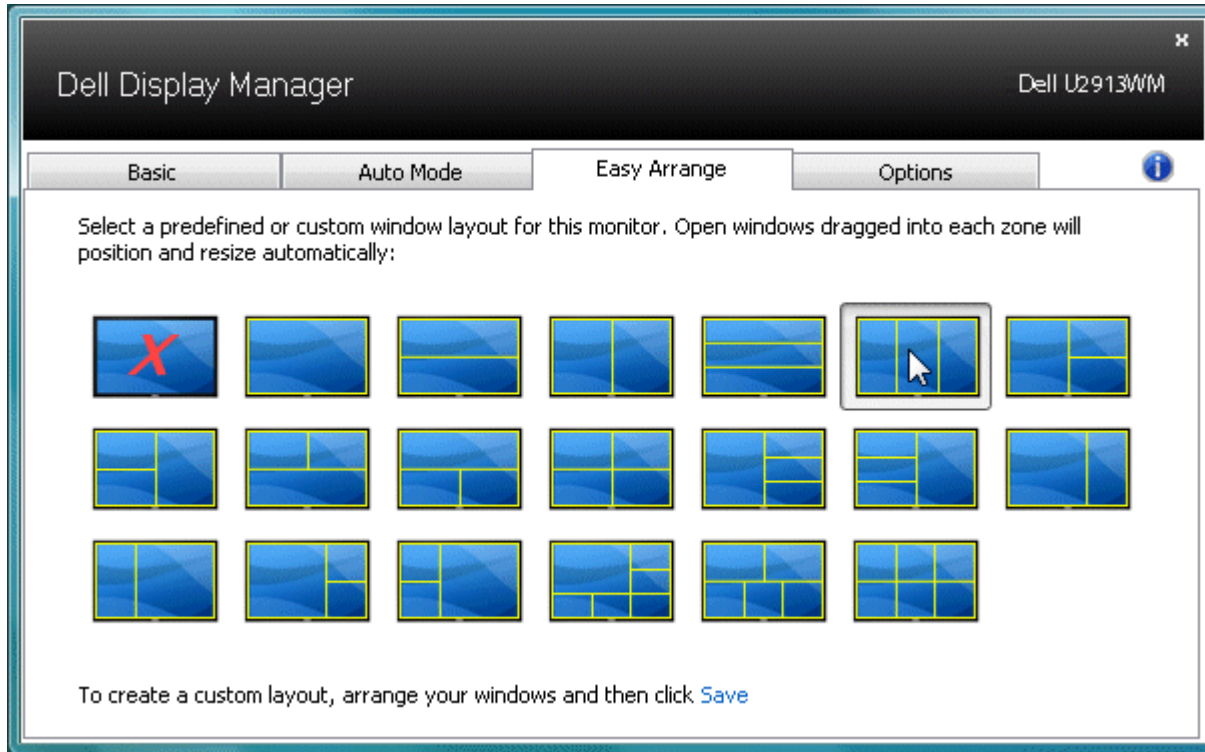 x
Dell Display Manager
Dell U2913WM
Basic
Auto Mode
Easy Arrange
Options
i
Select a predefined or custom window layout for this monitor. Open windows dragged into each zone will
position and resize automatically:
X
To create a custom layout, arrange your windows and then click Save